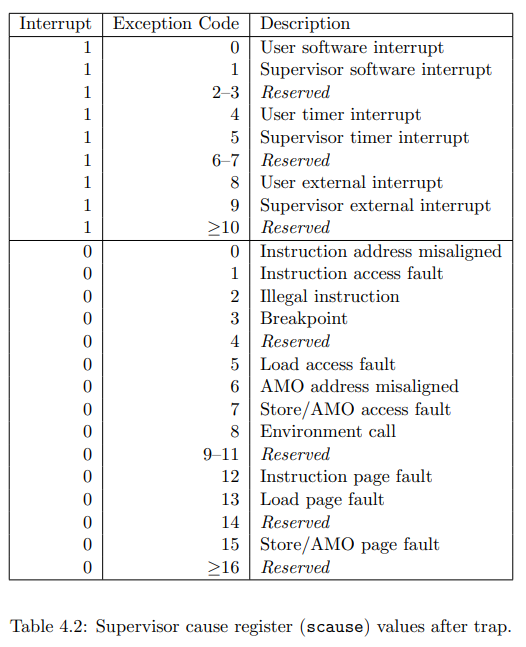 Interrupt Exception Code Description
1 0 User software interrupt
1 1 Supervisor software interrupt
1 2–3 Reserved
1 4 User timer interrupt
1 5 Supervisor timer interrupt
1 6–7 Reserved
1 8 User external interrupt
1 9 Supervisor external interrupt
1 ≥10 Reserved
0 0 Instruction address misaligned
0 1 Instruction access fault
0 2 Illegal instruction
0 3 Breakpoint
0 4 Reserved
0 5 Load access fault
0 6 AMO address misaligned
0 7 Store/AMO access fault
0 8 Environment call
0 9–11 Reserved
0 12 Instruction page fault
0 13 Load page fault
0 14 Reserved
0 15 Store/AMO page fault
0 ≥16 Reserved
Table 4.2: Supervisor cause register (scause) values after trap.